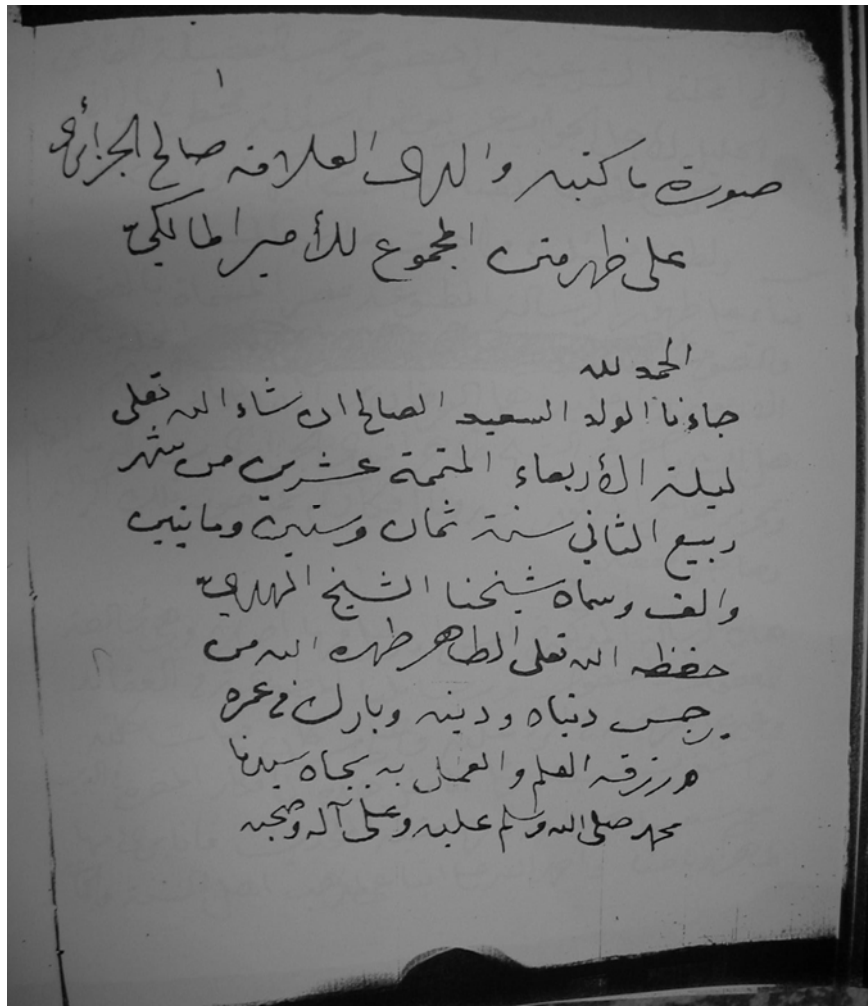 صورة ما كتبه والدي العلامة صالح الجزائري
على ظهر متن المجموع للأمير المالكيّ
الحمد لله
جاءنا الولد السعيد الصالح ان شاء الله تعلى
ليلة الأربعاء المتممة عشرين من شهر
ربيع الثاني سنة ثمان وستين ومايتين
والف وسماه شيخنا الشيخ المهديّ
حفظه الله تعلى الطاهر طهره الله من
رجس دنياه ودينه وبارك في عمره
ورزقه العلم والعمل به بجاه سيدنا
محمد صلى الله وسلم عليه وعلى آله وصحبه